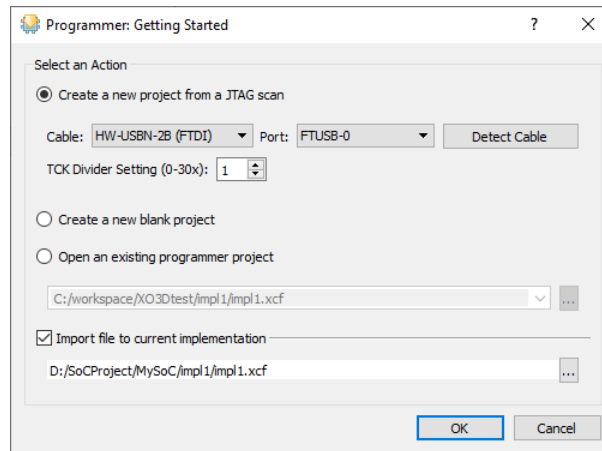 Programmer: Getting Started
Select an Action
Create a new project from a JTAG scan
Cable: HW-USBN-2B (FTDI) Port: FTUSB-0 Detect Cable
TCK Divider Setting (0-30x): 1
Create a new blank project
Open an existing programmer project
C:/workspace/XO3Dtest/impl1/impl1.xcf ...
Import file to current implementation
D:/SoCProject/MySoC/impl1/impl1.xcf ...
OK Cancel